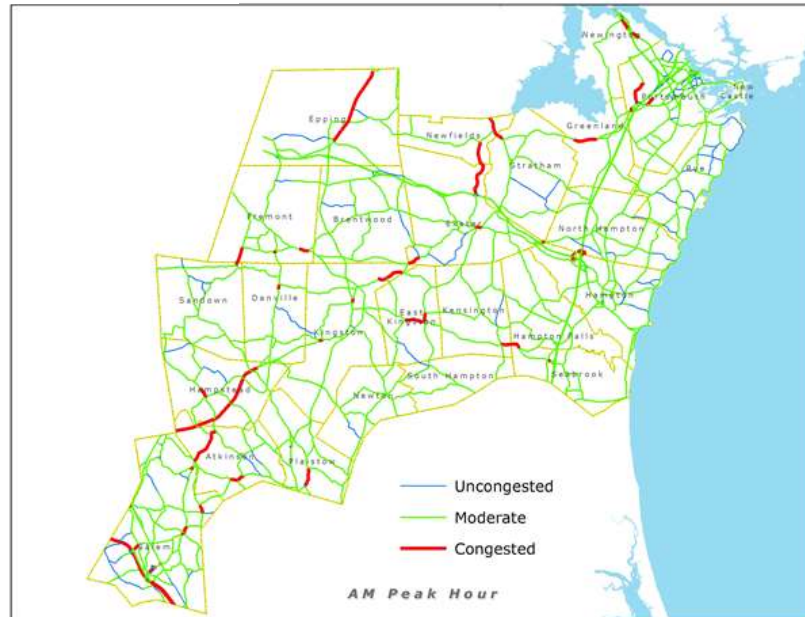 Newington
New
Castle
Portsmouth
Epping
Greenland
Newfields
Stratham
Rye
Fremont
Brentwood
Exeter
North Hampton
Sandown
Danville
Hampton
East
Kingston
Kensington
Kingston
Hampton Falls
South Hampton
Seabrook
Hampstead
Newton
Atkinson
Plaistow
Salem
Uncongested
Moderate
Congested
AM Peak Hour